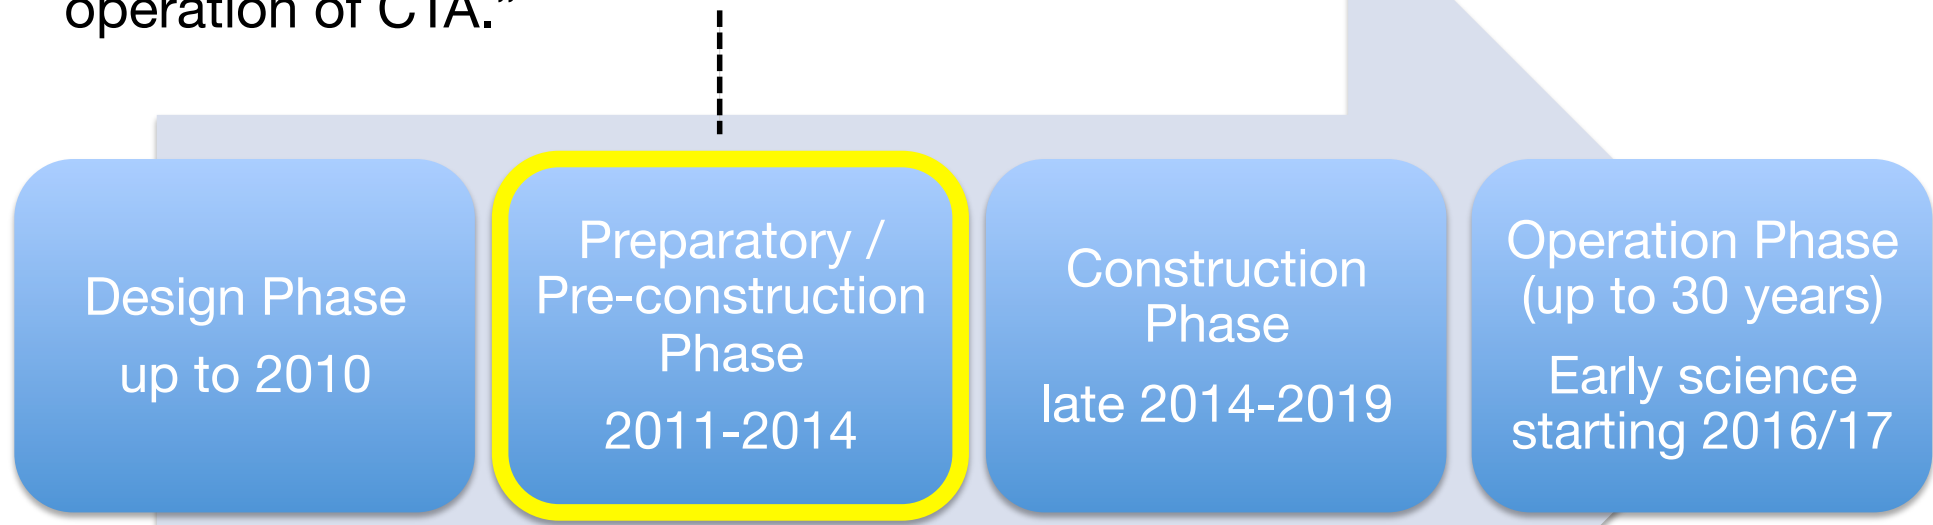 operation of CTA.”
Design Phase
up to 2010
Preparatory /
Pre-construction
Phase
2011-2014
Construction
Phase
late 2014-2019
Operation Phase
(up to 30 years)
Early science
starting 2016/17